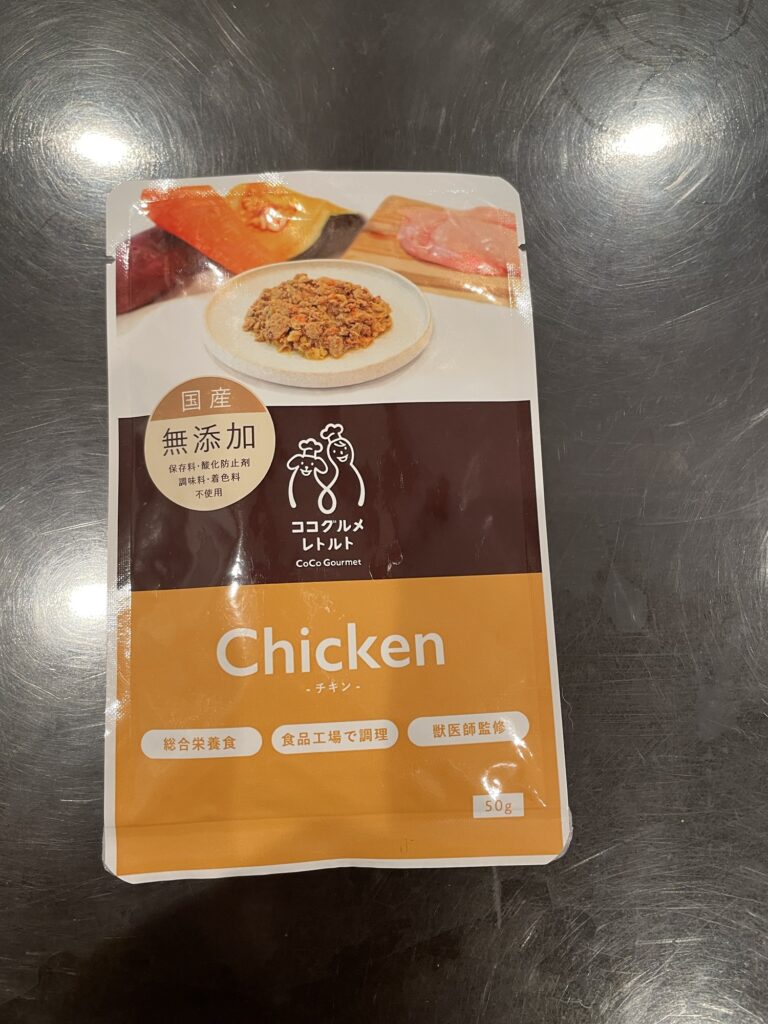 国産
無添加
保存料・酸化防止剤
調味料・着色料
不使用
ココグルメ
レトルト
CoCo Gourmet
Chicken
- チキン -
総合栄養食
食品工場で調理
獣医師監修
50g